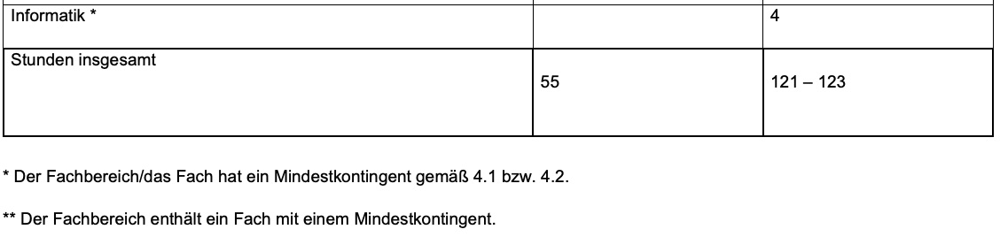 Informatik * 4
Stunden insgesamt
55 121 – 123
* Der Fachbereich/das Fach hat ein Mindestkontingent gemäß 4.1 bzw. 4.2.
** Der Fachbereich enthält ein Fach mit einem Mindestkontingent.